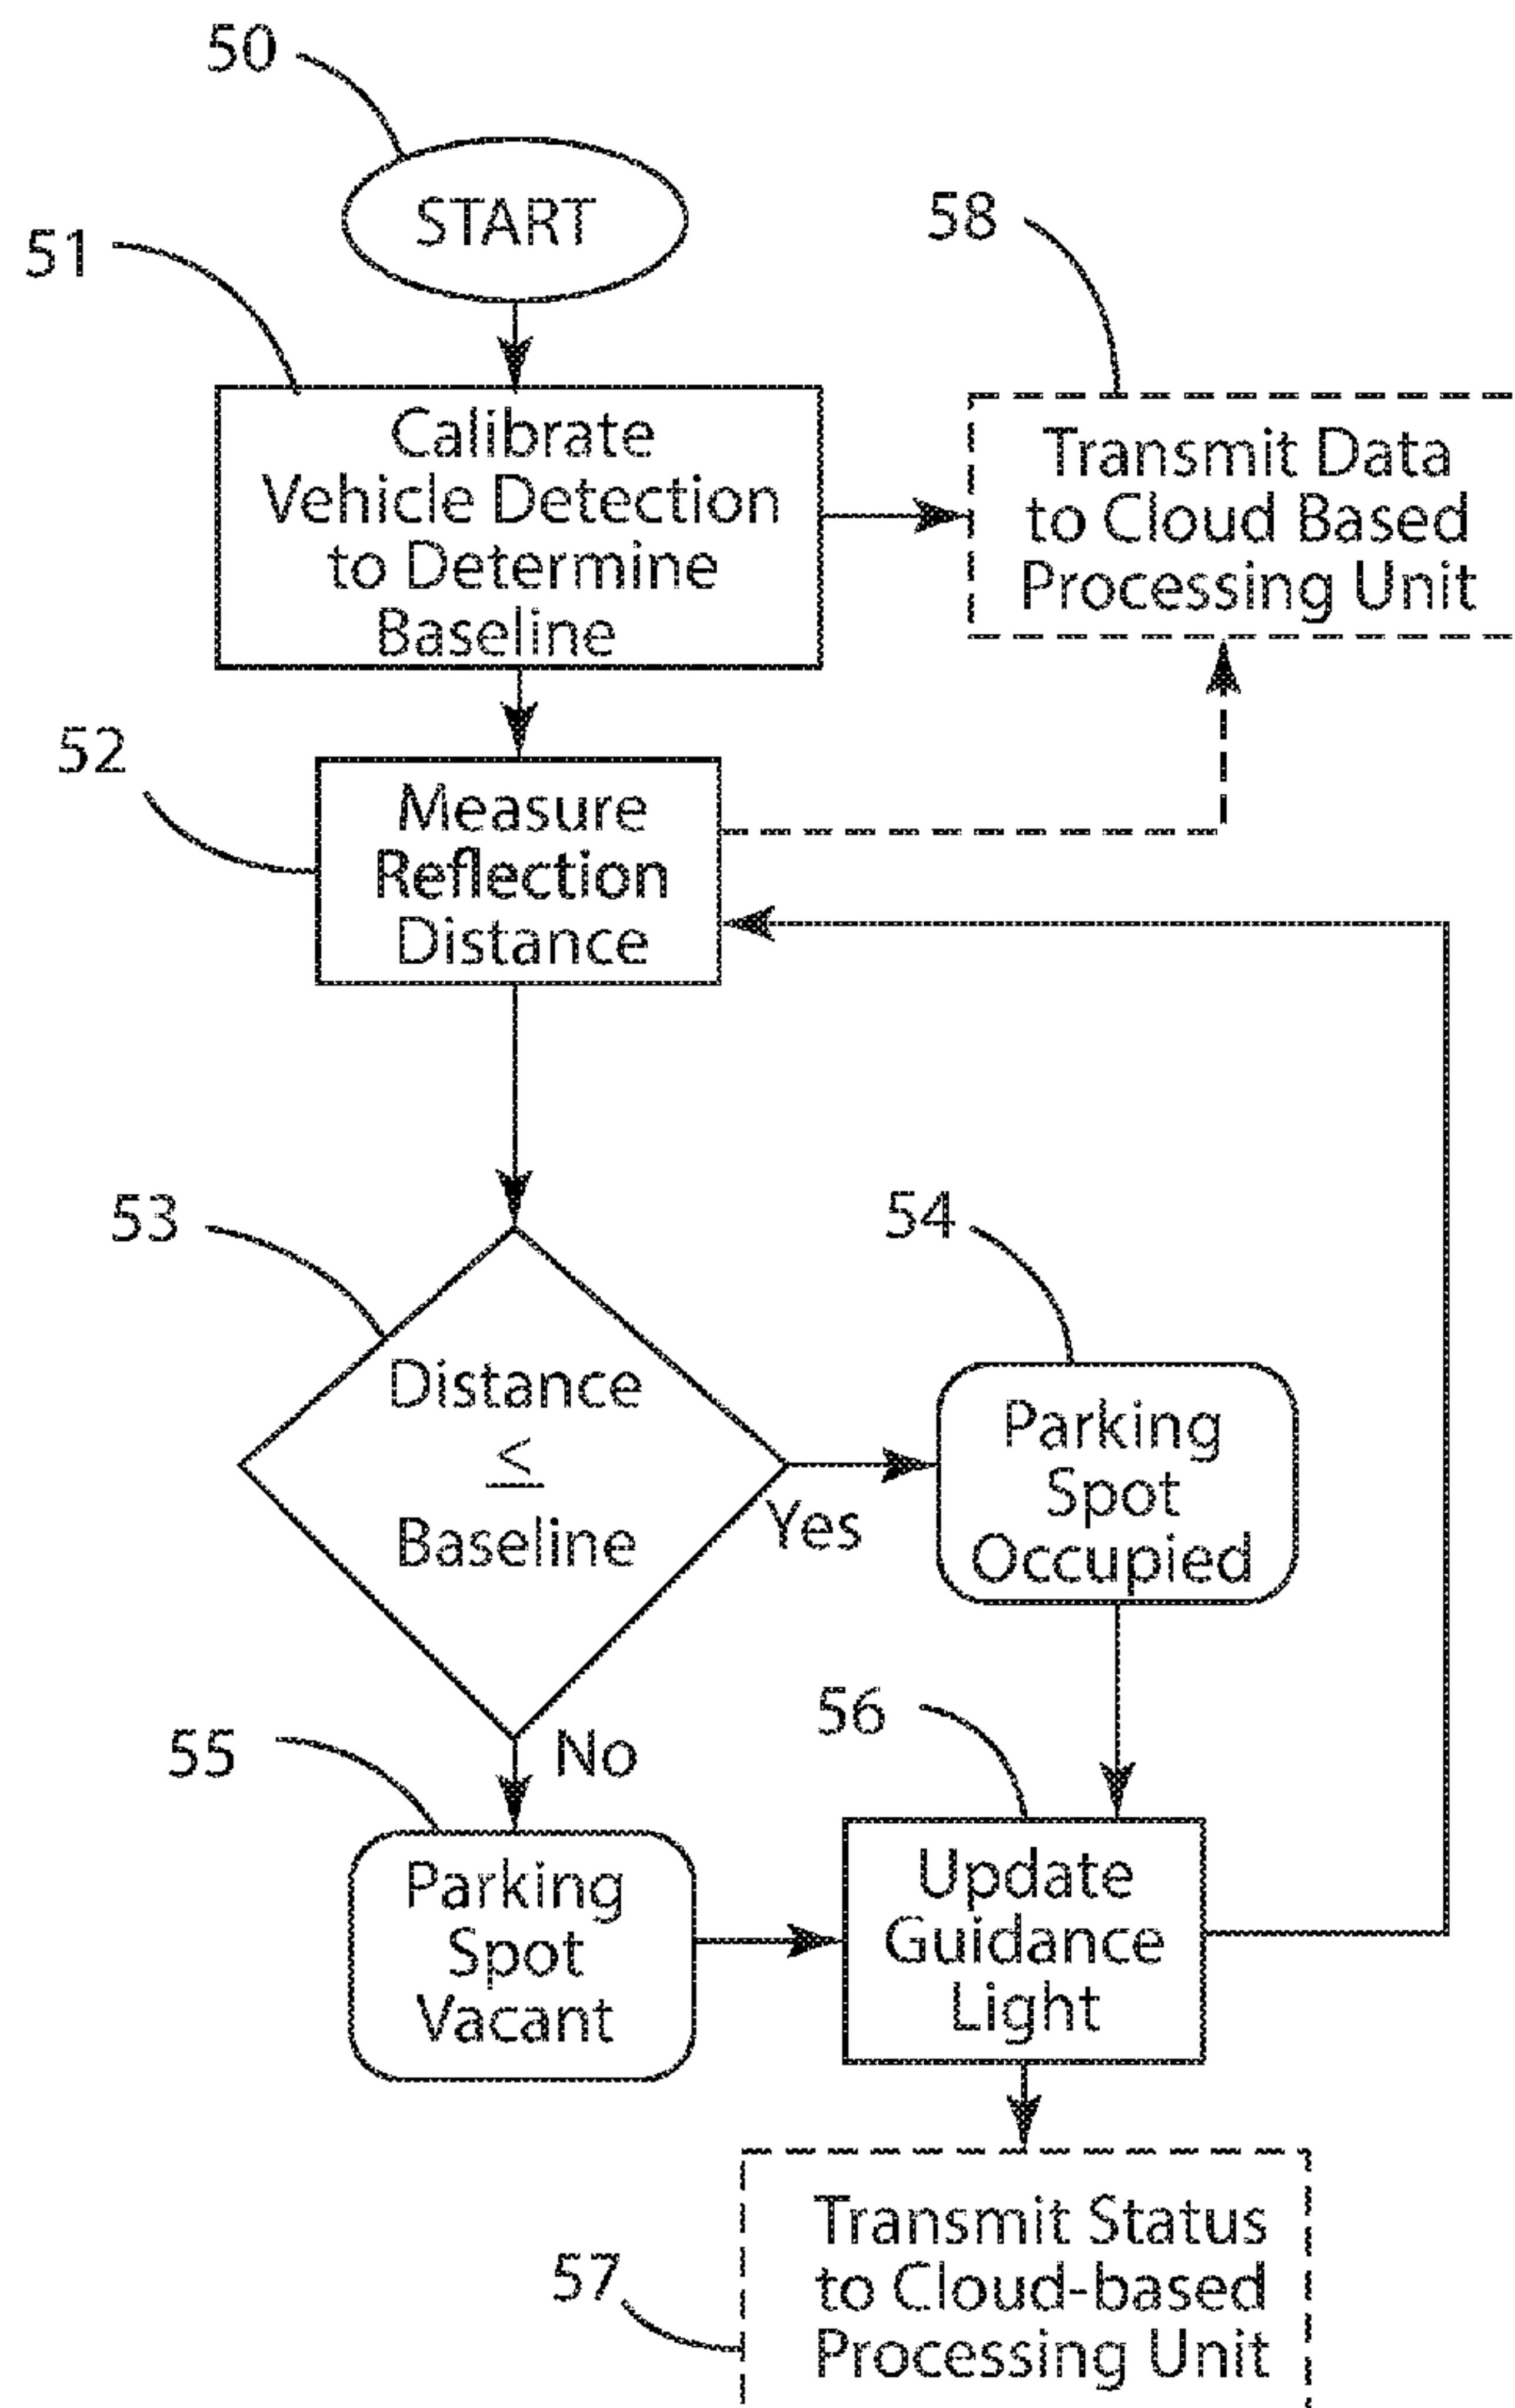 50
START
51
58
Calibrate
Vehicle Detection
to Determine
Baseline
Transmit Data
to Cloud Based
Processing Unit
52
Measure
Reflection
Distance
53
54
Distance
≤
Baseline
Yes
Parking
Spot
Occupied
No
55
56
Parking
Spot
Vacant
Update
Guidance
Light
57
Transmit Status
to Cloud-based
Processing Unit